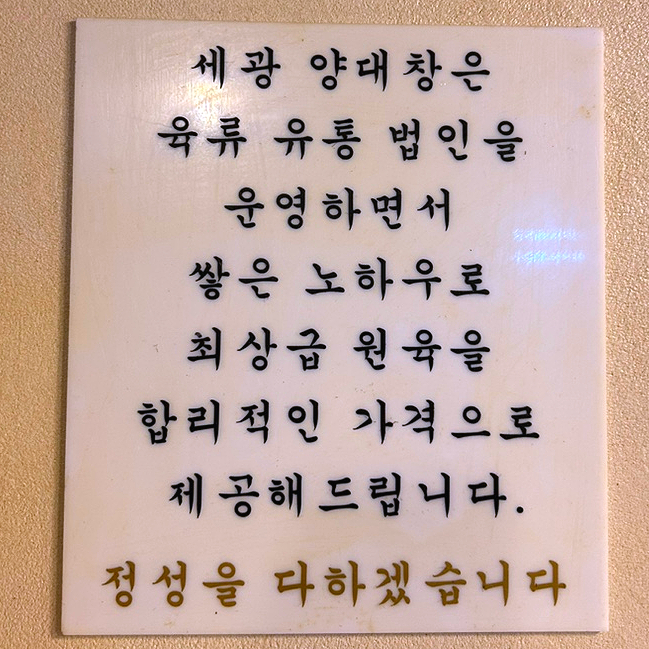 세광 양대창은
육류 유통 법인을
운영하면서
쌓은 노하우로
최상급 원육을
합리적인 가격으로
제공해드립니다.
정성을 다하겠습니다